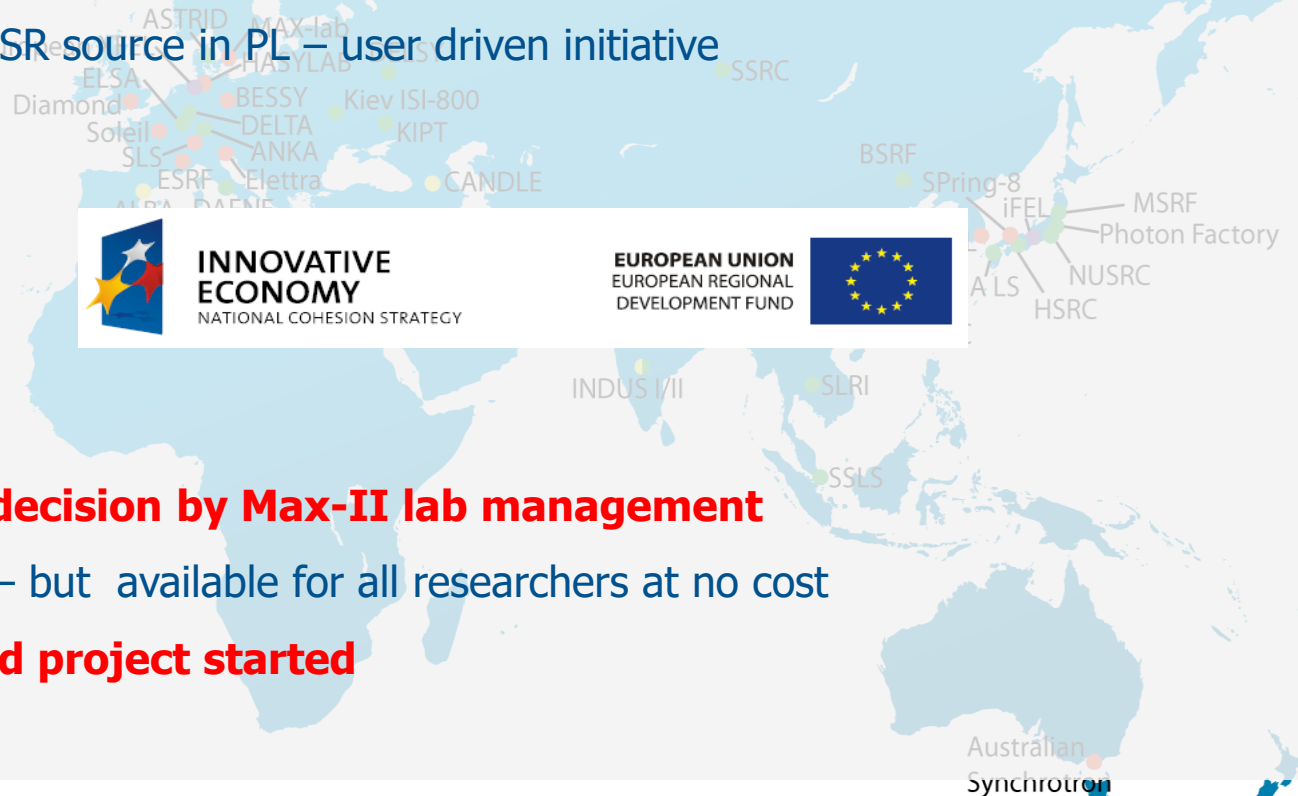 ASTRID MAX-lab
SR source in PL – user driven initiative
HASYLAB
SSRC
ELSA
Diamond
BESSY
Kiev ISI-800
Soleil
DELTA
KIPT
SLS
ANKA
BSRF
ESRF
Elettra
CANDLE
SPring-8
ALBA DAFNE
iFEL
MSRF
Photon Factory
INNOVATIVE
ECONOMY
NATIONAL COHESION STRATEGY
EUROPEAN UNION
EUROPEAN REGIONAL
DEVELOPMENT FUND
NUSRC
HSRC
INDUS I/II
SLRI
SSLS
decision by Max-II lab management
– but available for all researchers at no cost
d project started
Australian
Synchrotron